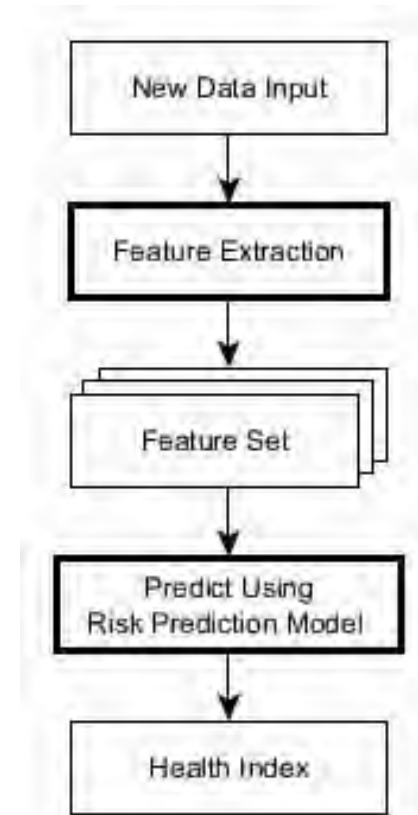 New Data Input
Feature Extraction
Feature Set
Predict Using
Risk Prediction Model
Health Index